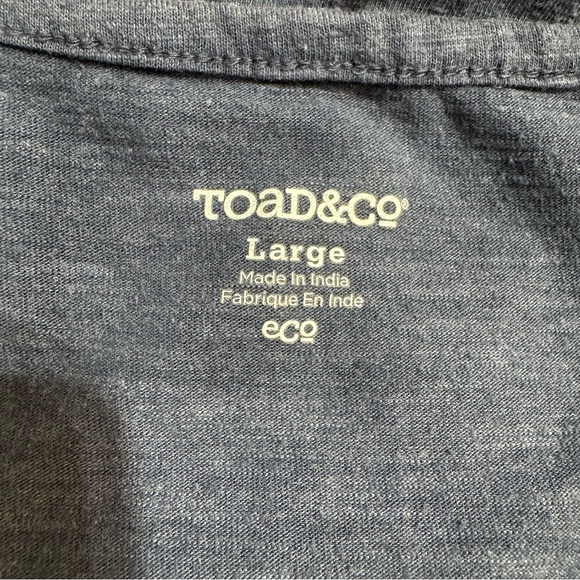 TOAD&CO®
Large
Made In India
Fabrique En Inde
eco